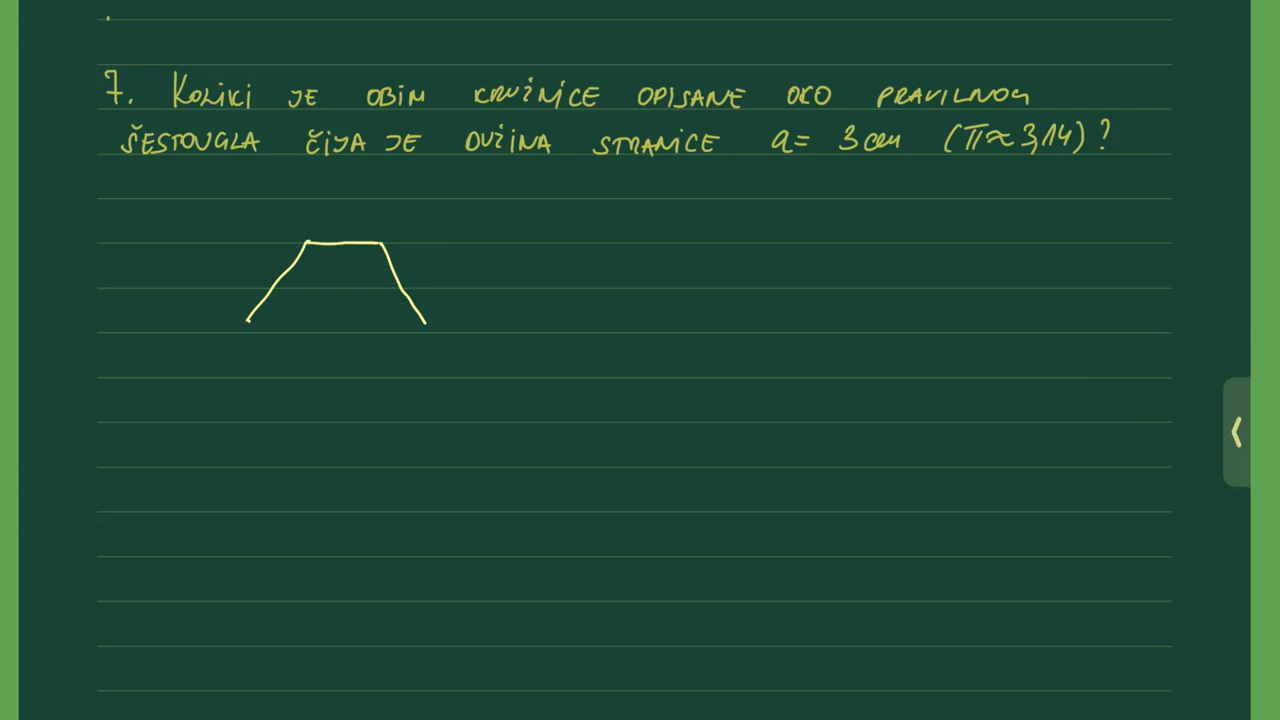 7. KOLIKI JE OBIM KRUŽNICE OPISANE OKO PRAVILNOG
ŠESTOUGLA ČIJA JE DUŽINA STRANICE a= 3cm (π≈3,14)?